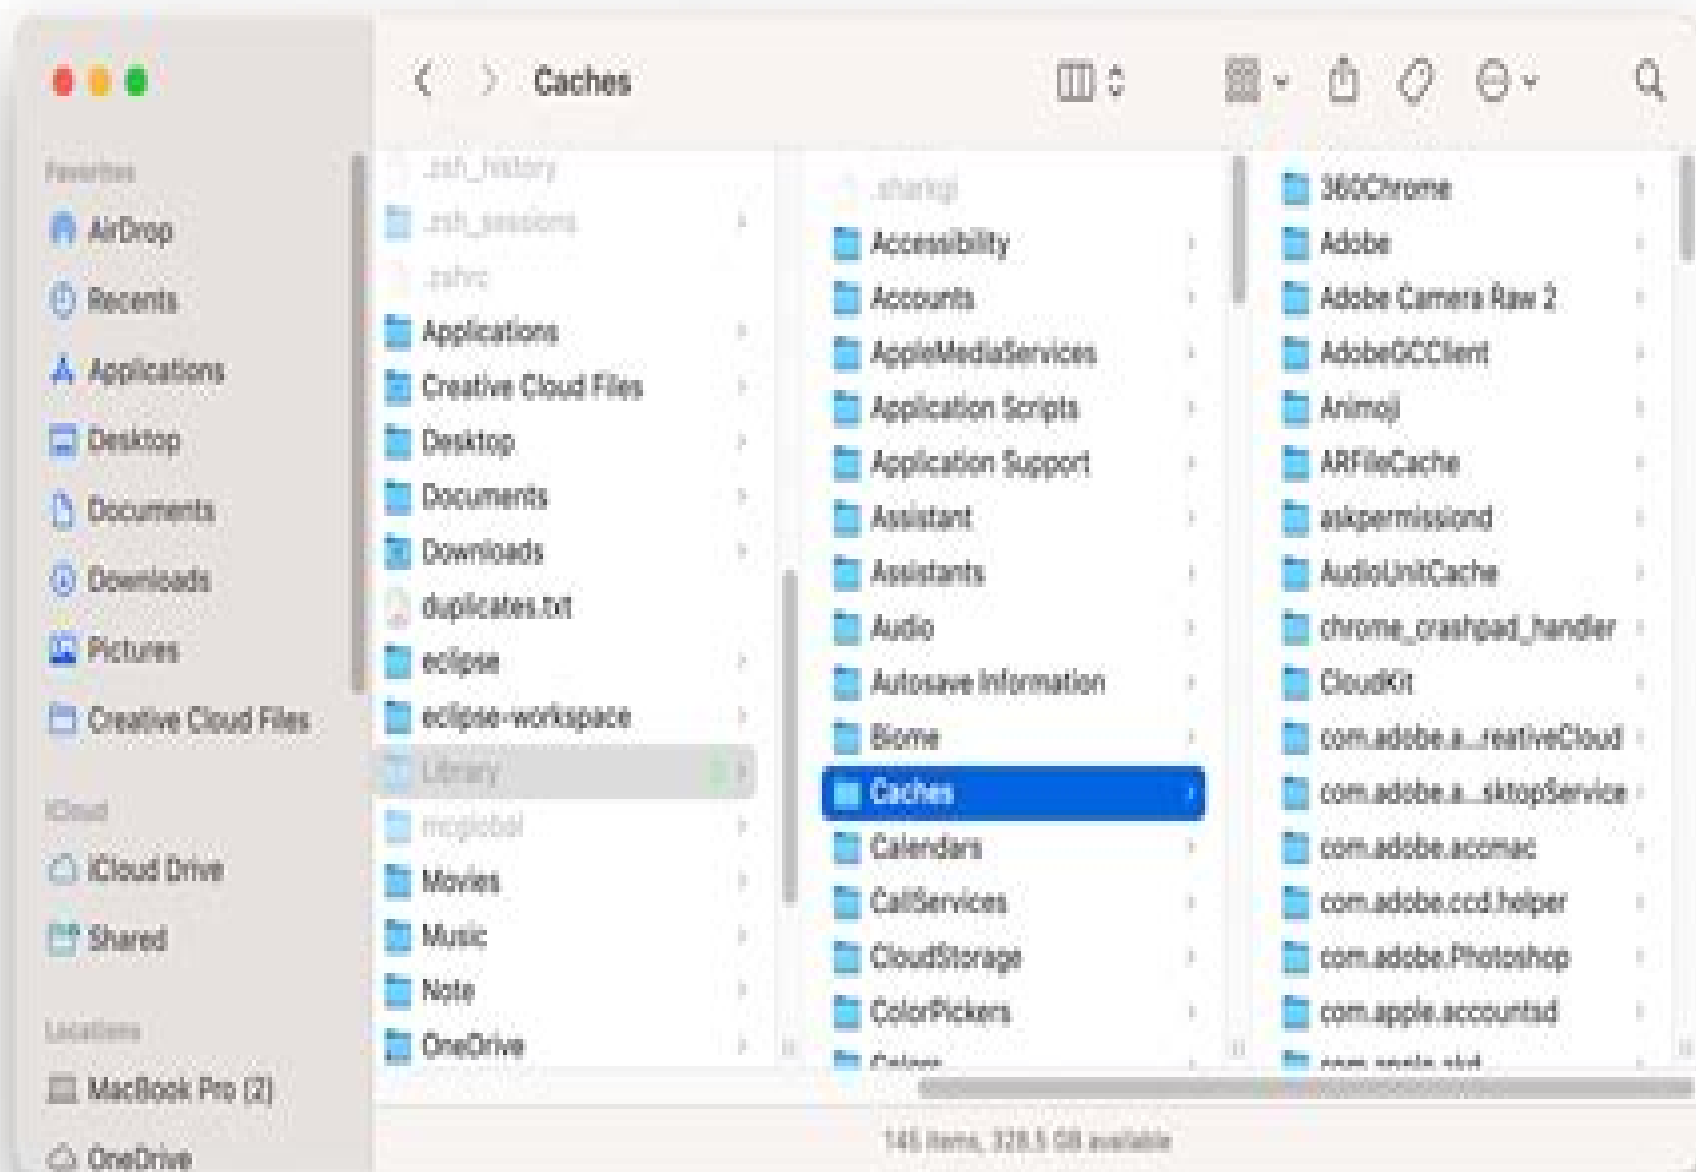 Caches
Favorites
AirDrop
Recents
Applications
Desktop
Documents
Downloads
Pictures
Creative Cloud Files
iCloud
iCloud Drive
Shared
Locations
MacBook Pro (2)
OneDrive
.zsh_history
.zsh_sessions
.zshrc
Applications
Creative Cloud Files
Desktop
Documents
Downloads
duplicates.txt
eclipse
eclipse-workspace
Library
mcglobal
Movies
Music
Note
OneDrive
Accessibility
Accounts
AppleMediaServices
Application Scripts
Application Support
Assistant
Assistants
Audio
Autosave Information
Biome
Caches
Calendars
CallServices
CloudStorage
ColorPickers
Colors
360Chrome
Adobe
Adobe Camera Raw 2
AdobeGCClient
Animoji
ARFileCache
askpermissiond
AudioUnitCache
chrome_crashpad_handler
CloudKit
com.adobe.a...reativeCloud
com.adobe.a...sktopService
com.adobe.accmac
com.adobe.ccd.helper
com.adobe.Photoshop
com.apple.accountsd
items, 328.5 GB available